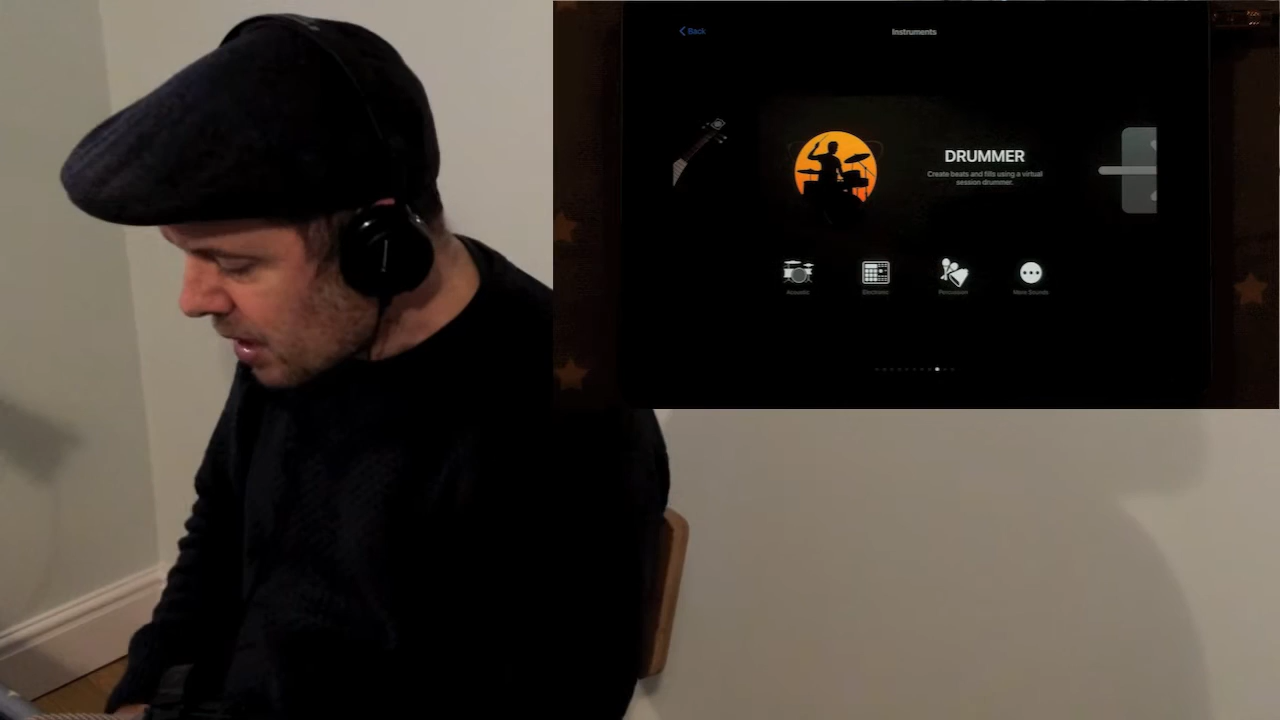 Back
Instruments
DRUMMER
Create beats and fills using a virtual
session drummer.
Acoustic
Electronic
Percussion
More Sounds